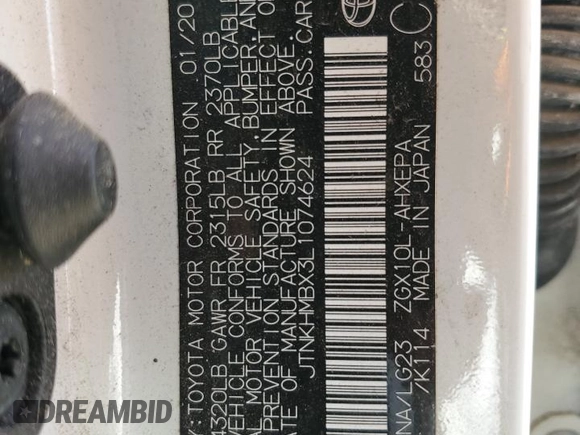 Y:TOYOTA MOTOR CORPORATION 01/20
4320LB GAWR FR 2315LB RR 2370LB
VEHICLE CONFORMS TO ALL APPLICABLE
AL MOTOR VEHICLE SAFETY, BUMPER, AND
PREVENTION STANDARDS IN EFFECT ON
ATE OF MANUFACTURE SHOWN ABOVE.
JTNKHMBX3L1074624 PASS.CAR
NA/LG23 ZGX10L-AHXEPA
/K114 MADE IN JAPAN 583
C
DREAMBID